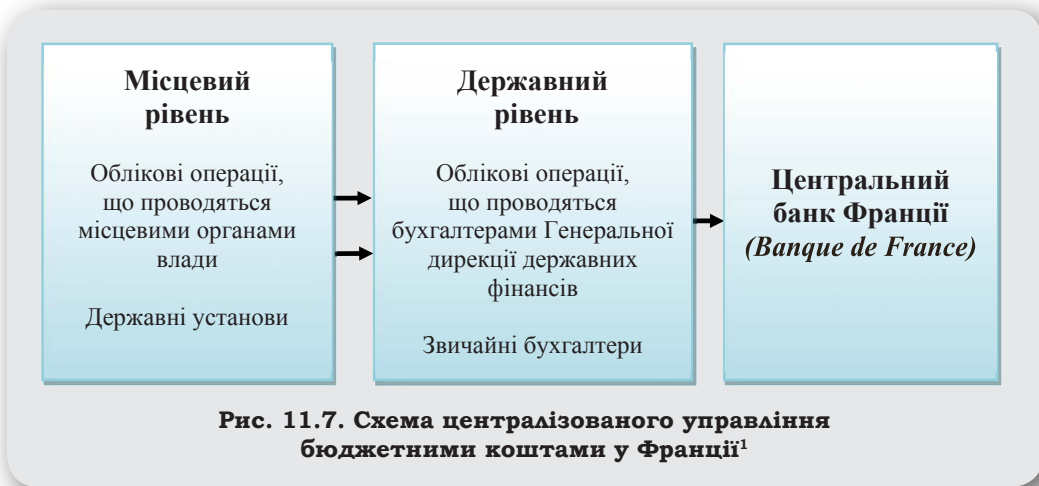 Місцевий
рівень
Облікові операції,
що проводяться
місцевими органами
влади
Державні установи
Державний
рівень
Облікові операції,
що проводяться
бухгалтерами Генеральної
дирекції державних
фінансів
Звичайні бухгалтери
Центральний
банк Франції
(Banque de France)
Рис. 11.7. Схема централізованого управління
бюджетними коштами у Франції¹